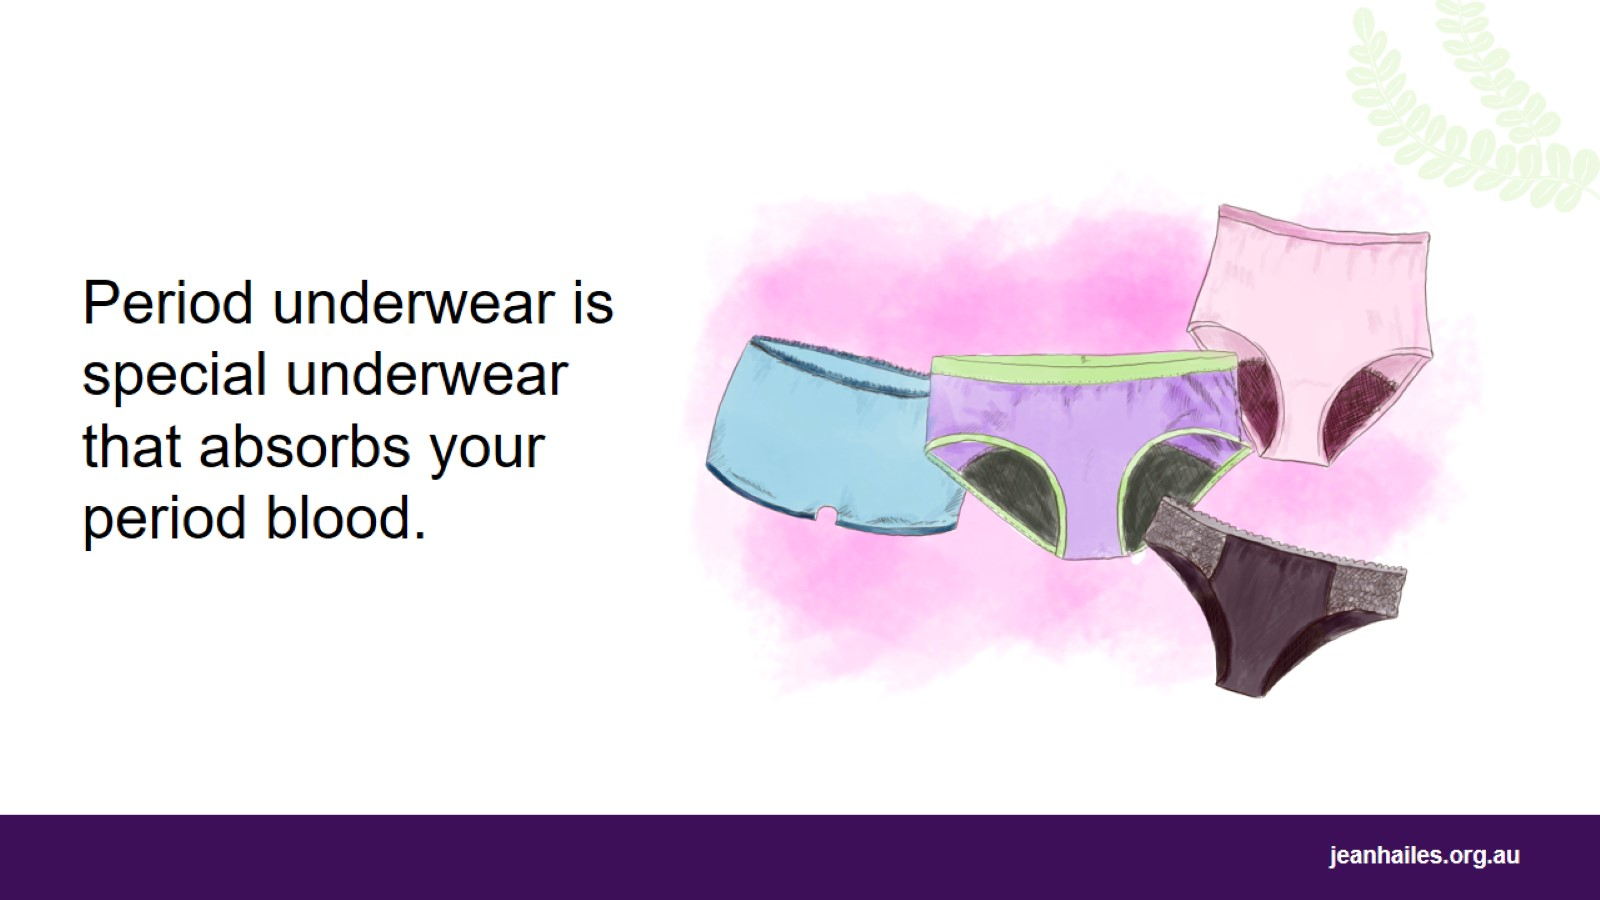 Period underwear is
special underwear
that absorbs your
period blood.
jeanhailes.org.au